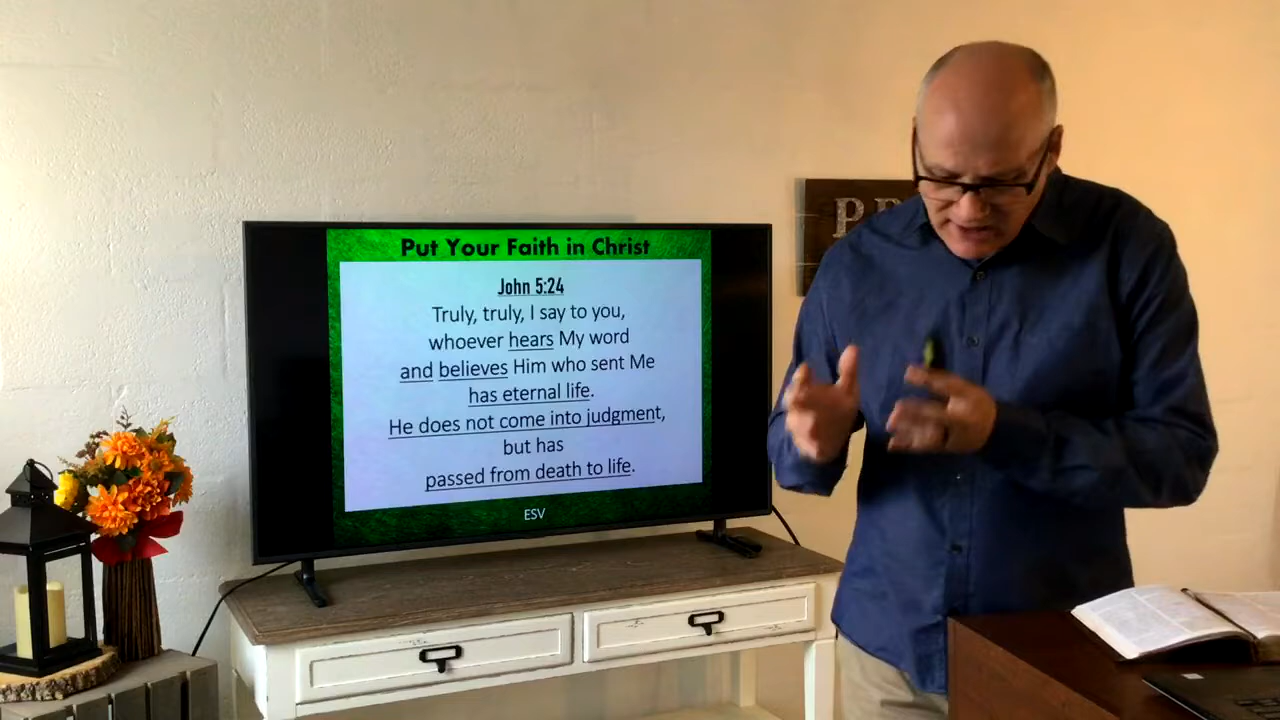 Put Your Faith in Christ
John 5:24
Truly, truly, I say to you,
whoever hears My word
and believes Him who sent Me
has eternal life.
He does not come into judgment,
but has
passed from death to life.
ESV